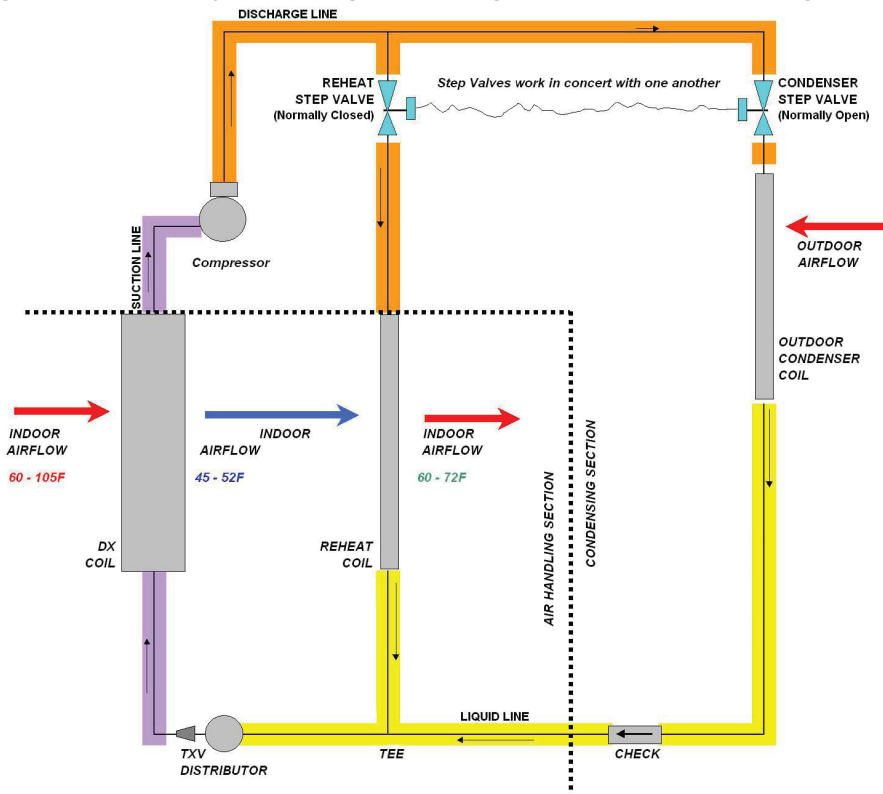 DISCHARGE LINE
REHEAT
STEP VALVE
(Normally Closed)
Step Valves work in concert with one another
CONDENSER
STEP VALVE
(Normally Open)
SUCTION LINE
Compressor
OUTDOOR
AIRFLOW
OUTDOOR
CONDENSER
COIL
INDOOR
AIRFLOW
60 - 105F
INDOOR
AIRFLOW
45 - 52F
INDOOR
AIRFLOW
60 - 72F
DX
COIL
REHEAT
COIL
AIR HANDLING SECTION
CONDENSING SECTION
LIQUID LINE
TXV
DISTRIBUTOR
TEE
CHECK